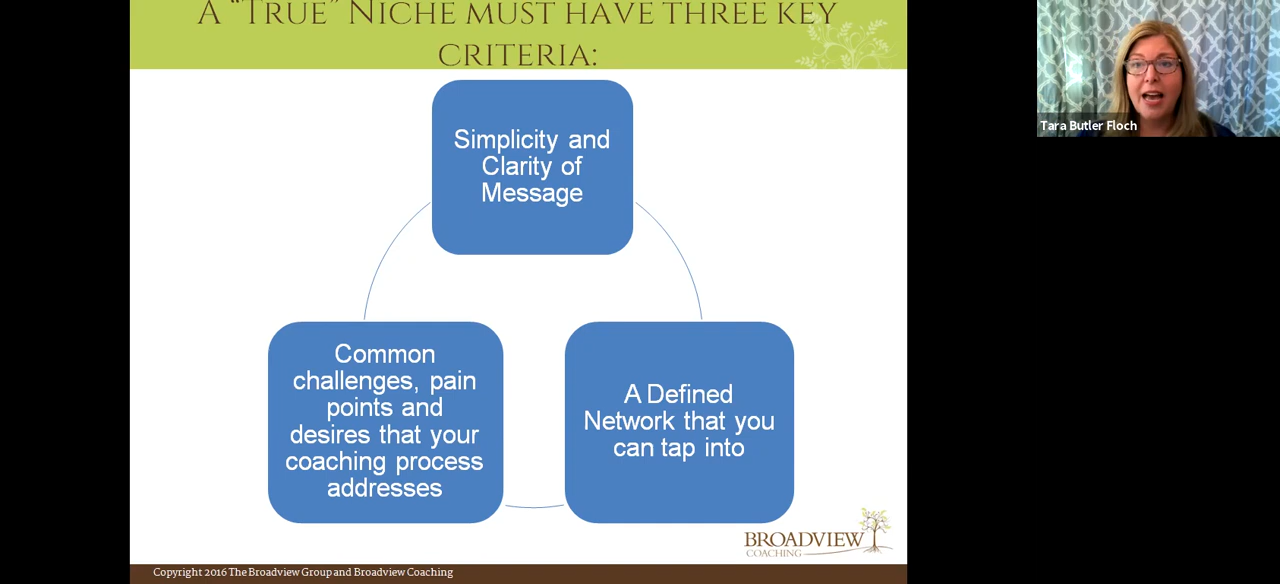 A “True” Niche must have three key
criteria:
Tara Butler Floch
Simplicity and
Clarity of
Message
Common
challenges, pain
points and
desires that your
coaching process
addresses
A Defined
Network that you
can tap into
BROADVIEW
COACHING
Copyright 2016 The Broadview Group and Broadview Coaching